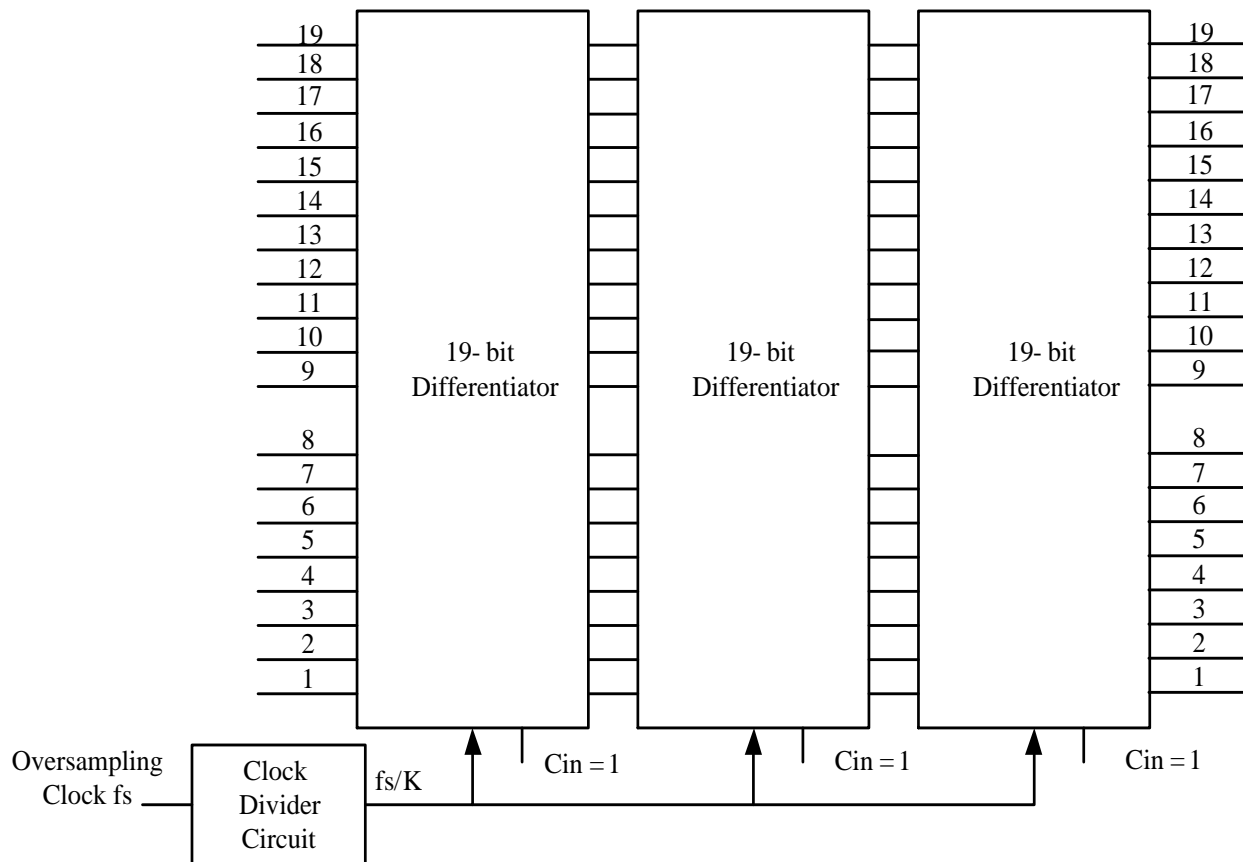 19
18
17
16
15
14
13
12
11
10
9
8
7
6
5
4
3
2
1
19- bit
Differentiator
19- bit
Differentiator
19- bit
Differentiator
19
18
17
16
15
14
13
12
11
10
9
8
7
6
5
4
3
2
1
Oversampling
Clock fs
Clock
Divider
Circuit
fs/K
Cin = 1
Cin = 1
Cin = 1